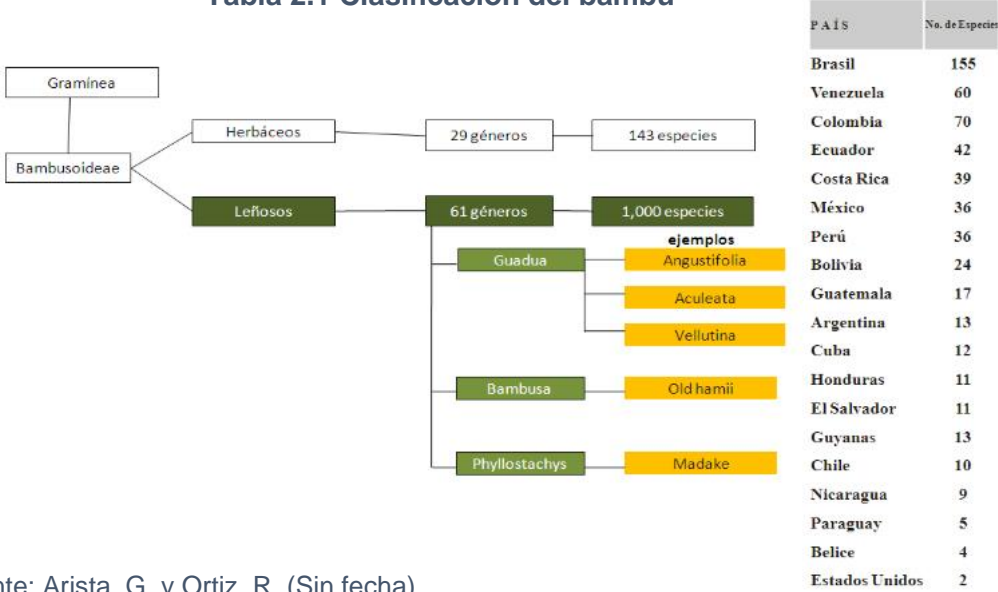 Tabla 2.1 Clasificación del bambú
Gramínea
Bambusoideae
Herbáceos
29 géneros
143 especies
Leñosos
61 géneros
1,000 especies
ejemplos
Guadua
Angustifolia
Aculeata
Vellutina
Bambusa
Old hamii
Phyllostachys
Madake
nte: Arista, G. y Ortiz, R. (Sin fecha)
PAÍS No. de Especies
Brasil 155
Venezuela 60
Colombia 70
Ecuador 42
Costa Rica 39
México 36
Perú 36
Bolivia 24
Guatemala 17
Argentina 13
Cuba 12
Honduras 11
El Salvador 11
Guyanas 13
Chile 10
Nicaragua 9
Paraguay 5
Belice 4
Estados Unidos 2